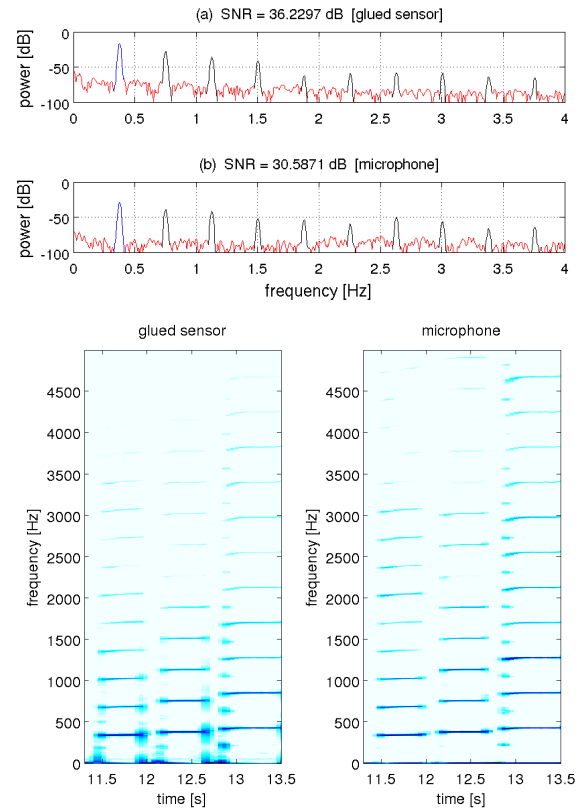 (a) SNR = 36.2297 dB [glued sensor]
power [dB]
0
-50
-100
0 0.5 1 1.5 2 2.5 3 3.5 4
(b) SNR = 30.5871 dB [microphone]
power [dB]
0
-50
-100
0 0.5 1 1.5 2 2.5 3 3.5 4
frequency [Hz]
glued sensor
frequency [Hz]
4500
4000
3500
3000
2500
2000
1500
1000
500
0
11.5 12 12.5 13 13.5
time [s]
microphone
frequency [Hz]
4500
4000
3500
3000
2500
2000
1500
1000
500
0
11.5 12 12.5 13 13.5
time [s]